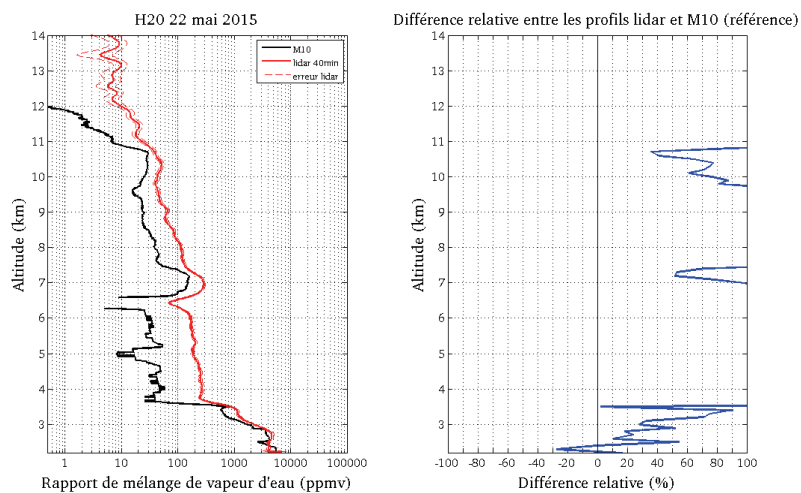 H2O 22 mai 2015
M10
lidar 40min
erreur lidar
14
13
12
11
10
9
8
7
6
5
4
3
Altitude (km)
1 10 100 1000 10000 100000
Rapport de mélange de vapeur d'eau (ppmv)
Différence relative entre les profils lidar et M10 (référence)
14
13
12
11
10
9
8
7
6
5
4
3
Altitude (km)
-100 -80 -60 -40 -20 0 20 40 60 80 100
Différence relative (%)